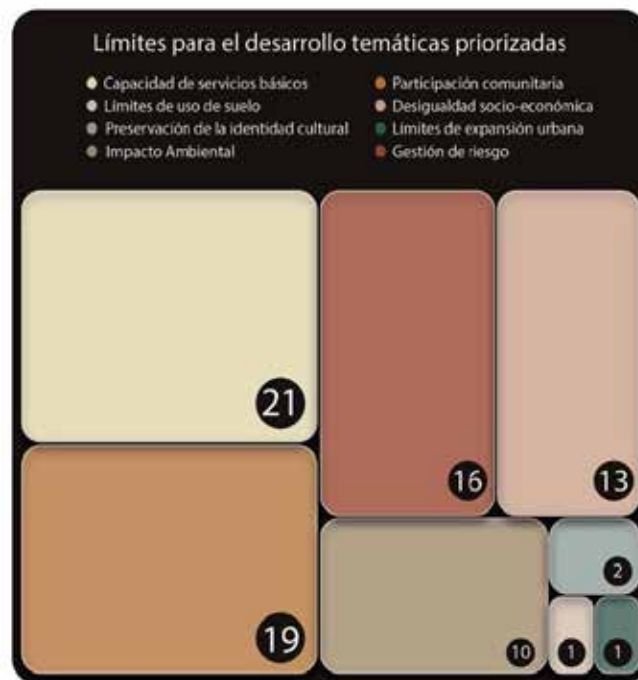 Límites para el desarrollo temáticas priorizadas
Capacidad de servicios básicos
Límites de uso de suelo
Preservación de la identidad cultural
Impacto Ambiental
Participación comunitaria
Desigualdad socio-económica
Límites de expansión urbana
Gestión de riesgo
21
16
13
19
10
2
1
1